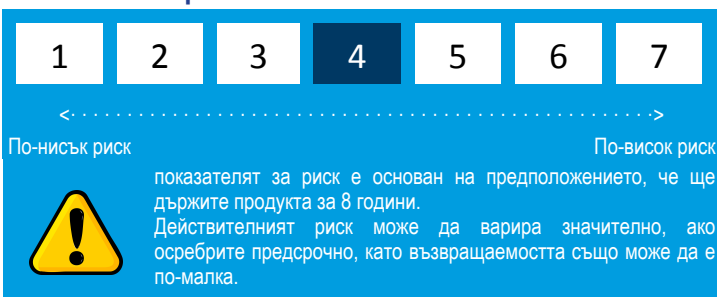 1 2 3 4 5 6 7
По-нисък риск По-висок риск
показателят за риск е основан на предположението, че ще
държите продукта за 8 години.
Действителният риск може да варира значително, ако
осребрите предсрочно, като възвращаемостта също може да е
по-малка.